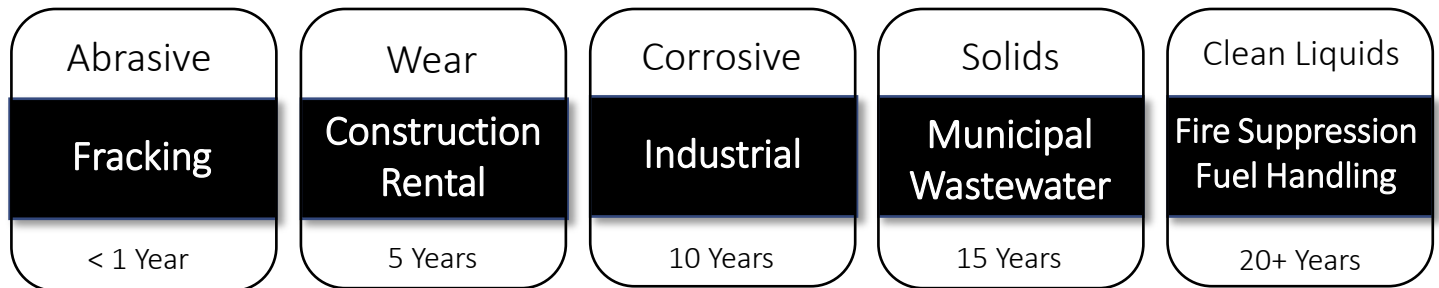 Abrasive
Fracking
< 1 Year
Wear
Construction
Rental
5 Years
Corrosive
Industrial
10 Years
Solids
Municipal
Wastewater
15 Years
Clean Liquids
Fire Suppression
Fuel Handling
20+ Years